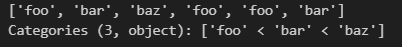 ['foo', 'bar', 'baz', 'foo', 'foo', 'bar']
Categories (3, object): ['foo' < 'bar' < 'baz']